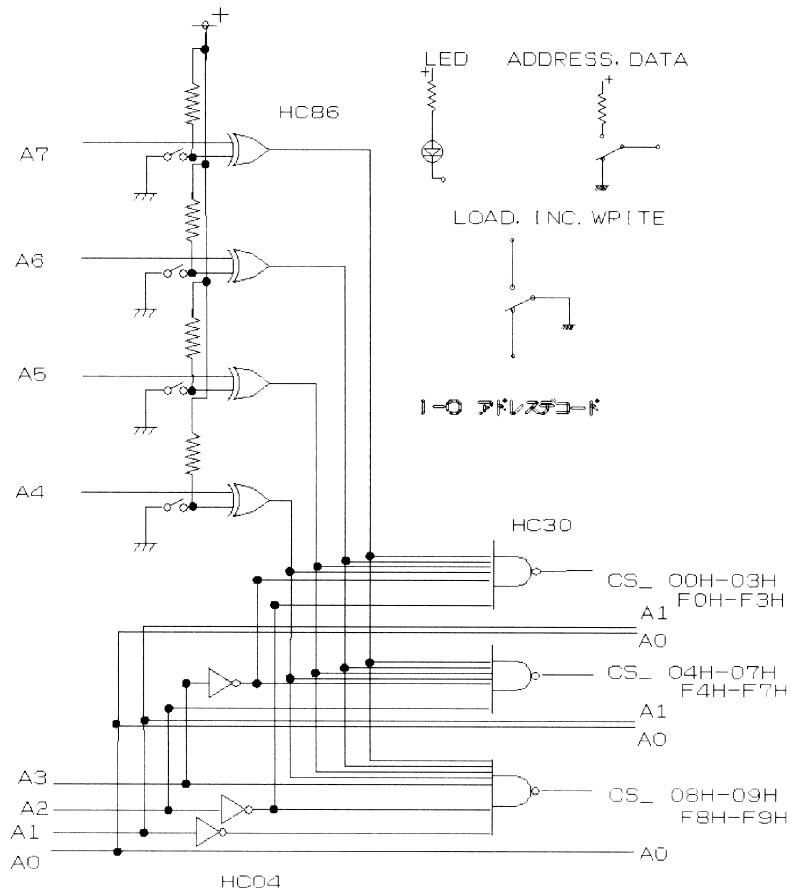 +
LED ADDRESS. DATA
+
+
HC86
A7
LOAD. INC. WRITE
A6
A5
I-O アドレスデコード
A4
HC30
CS_ 00H-03H
F0H-F3H
A1
A0
CS_ 04H-07H
F4H-F7H
A1
A0
A3
A2
CS_ 08H-09H
F8H-F9H
A1
A0
A0
HC04